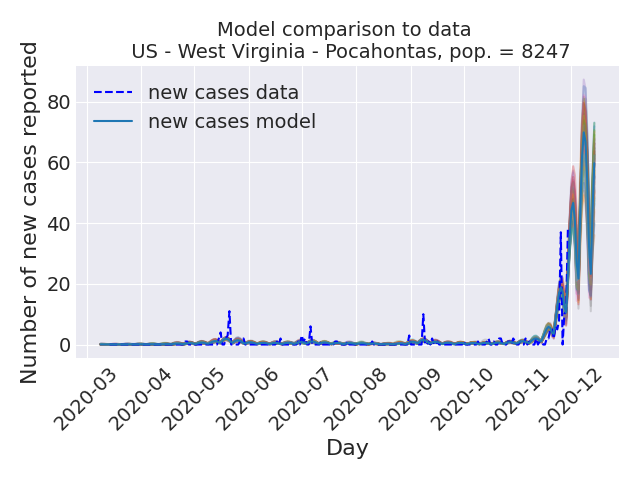 Model comparison to data
US - West Virginia - Pocahontas, pop. = 8247
Number of new cases reported
80
60
40
20
0
new cases data
new cases model
2020-03
2020-04
2020-05
2020-06
2020-07
2020-08
2020-09
2020-10
2020-11
2020-12
Day